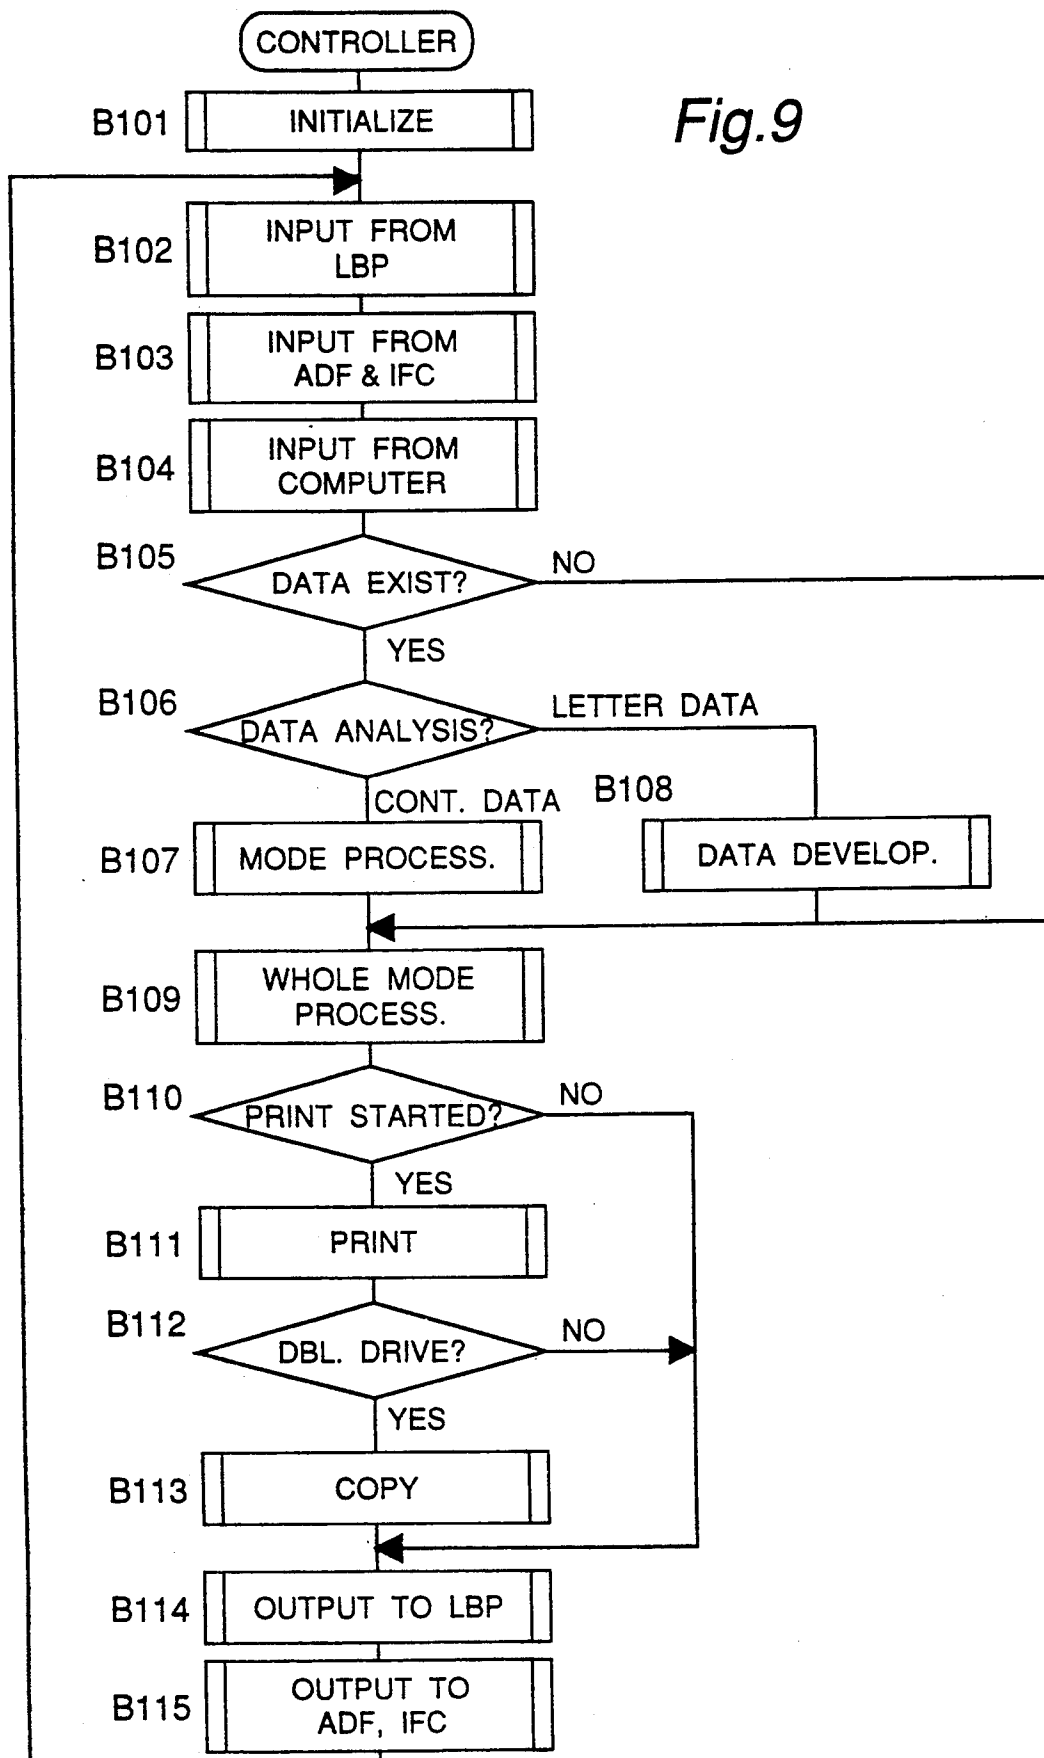 CONTROLLER
Fig.9
B101
INITIALIZE
B102
INPUT FROM
LBP
B103
INPUT FROM
ADF & IFC
B104
INPUT FROM
COMPUTER
B105
DATA EXIST?
NO
YES
B106
DATA ANALYSIS?
LETTER DATA
CONT. DATA
B108
B107
MODE PROCESS.
DATA DEVELOP.
B109
WHOLE MODE
PROCESS.
B110
PRINT STARTED?
NO
YES
B111
PRINT
B112
DBL. DRIVE?
NO
YES
B113
COPY
B114
OUTPUT TO LBP
B115
OUTPUT TO
ADF, IFC